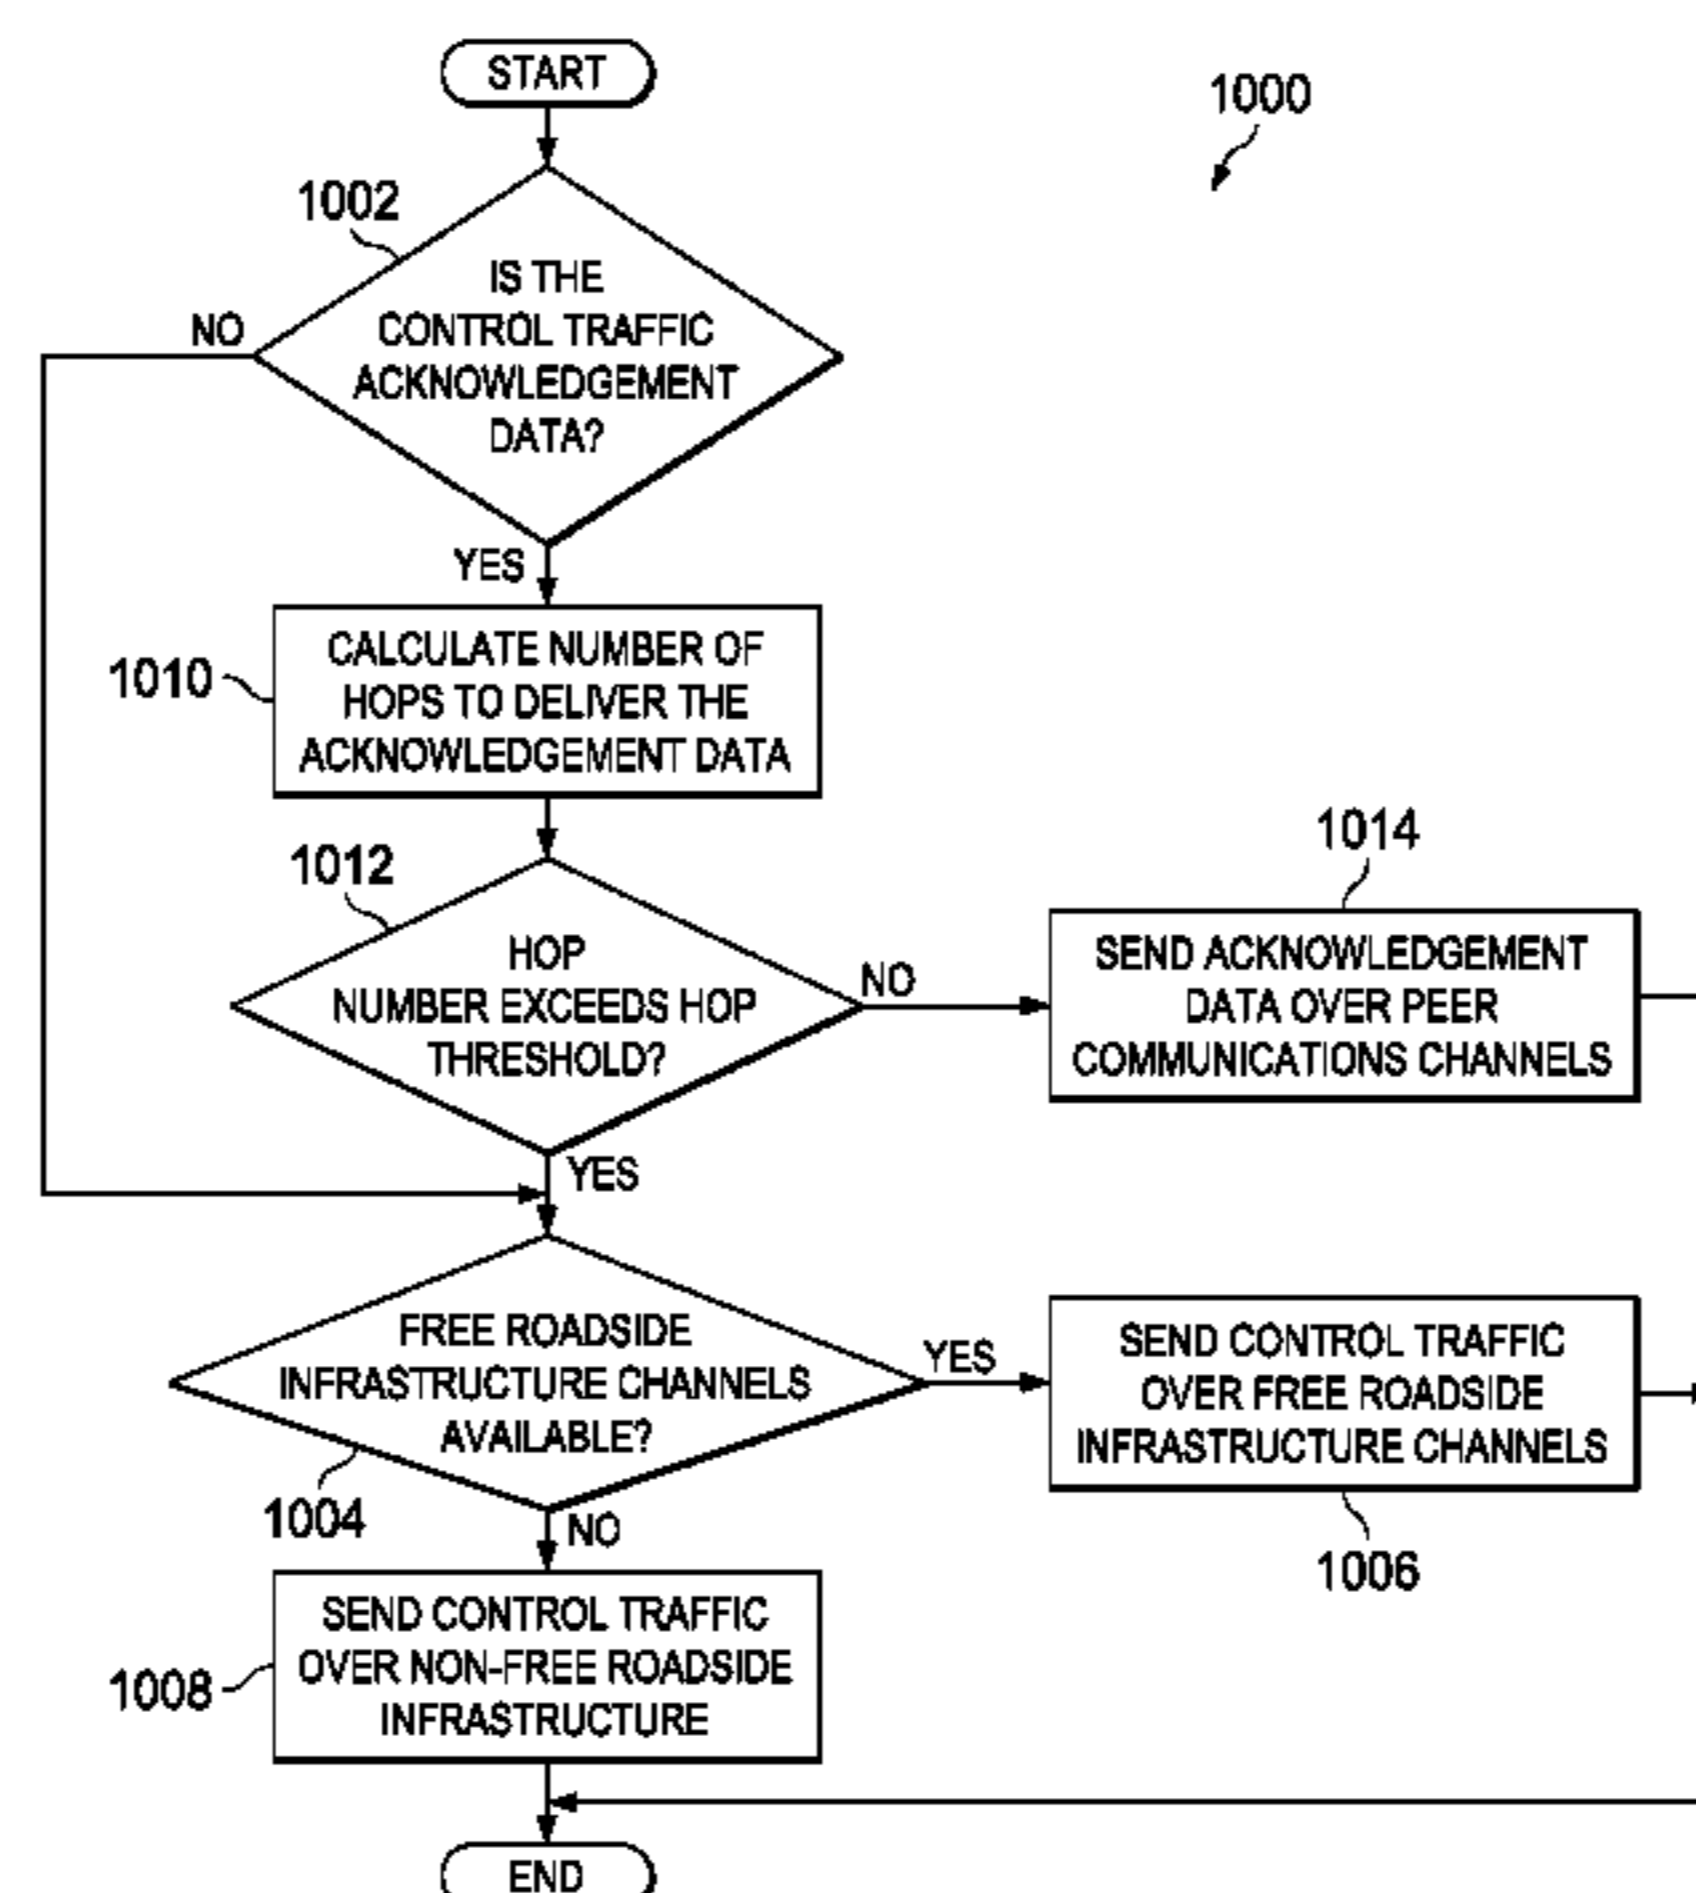 START
1000
1002
IS THE
CONTROL TRAFFIC
ACKNOWLEDGEMENT
DATA?
NO
YES
1010
CALCULATE NUMBER OF
HOPS TO DELIVER THE
ACKNOWLEDGEMENT DATA
1012
HOP
NUMBER EXCEEDS HOP
THRESHOLD?
NO
1014
SEND ACKNOWLEDGEMENT
DATA OVER PEER
COMMUNICATIONS CHANNELS
YES
FREE ROADSIDE
INFRASTRUCTURE CHANNELS
AVAILABLE?
1004
YES
SEND CONTROL TRAFFIC
OVER FREE ROADSIDE
INFRASTRUCTURE CHANNELS
1006
NO
1008
SEND CONTROL TRAFFIC
OVER NON-FREE ROADSIDE
INFRASTRUCTURE
END